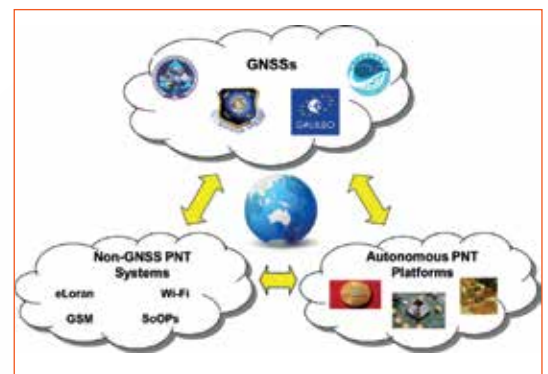 GNSSs
GALILEO
Non-GNSS PNT
Systems
eLoran Wi-Fi
GSM SoOPs
Autonomous PNT
Platforms